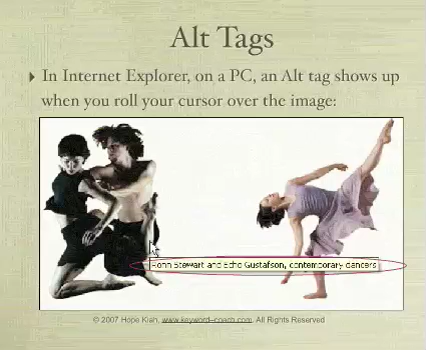 Alt Tags
In Internet Explorer, on a PC, an Alt tag shows up
when you roll your cursor over the image:
Ronn Stewart and Echo Gustafson, contemporary dancers
© 2007 Hope Kiah, www.keyword-coach.com, All Rights Reserved